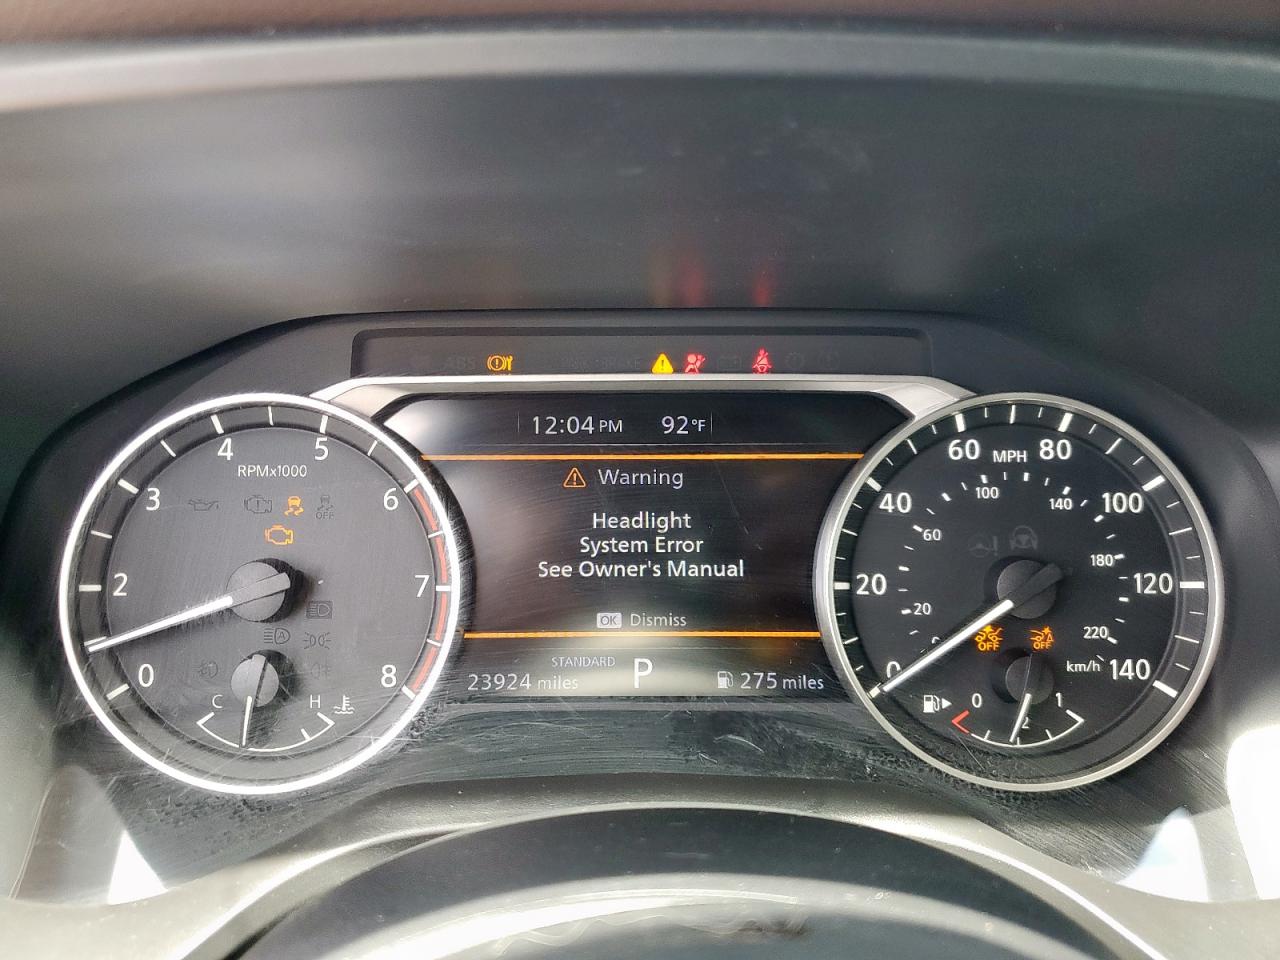 ABS
12:04 PM 92°F
Warning
Headlight
System Error
See Owner's Manual
OK Dismiss
STANDARD
23924 miles P 275 miles
RPMx1000
0 2 3 4 5 6 7 8
OFF
A
C H
MPH
0 20 40 60 80 100 120 140
20 60 100 140 180 220
km/h
OFF OFF
0 1
2